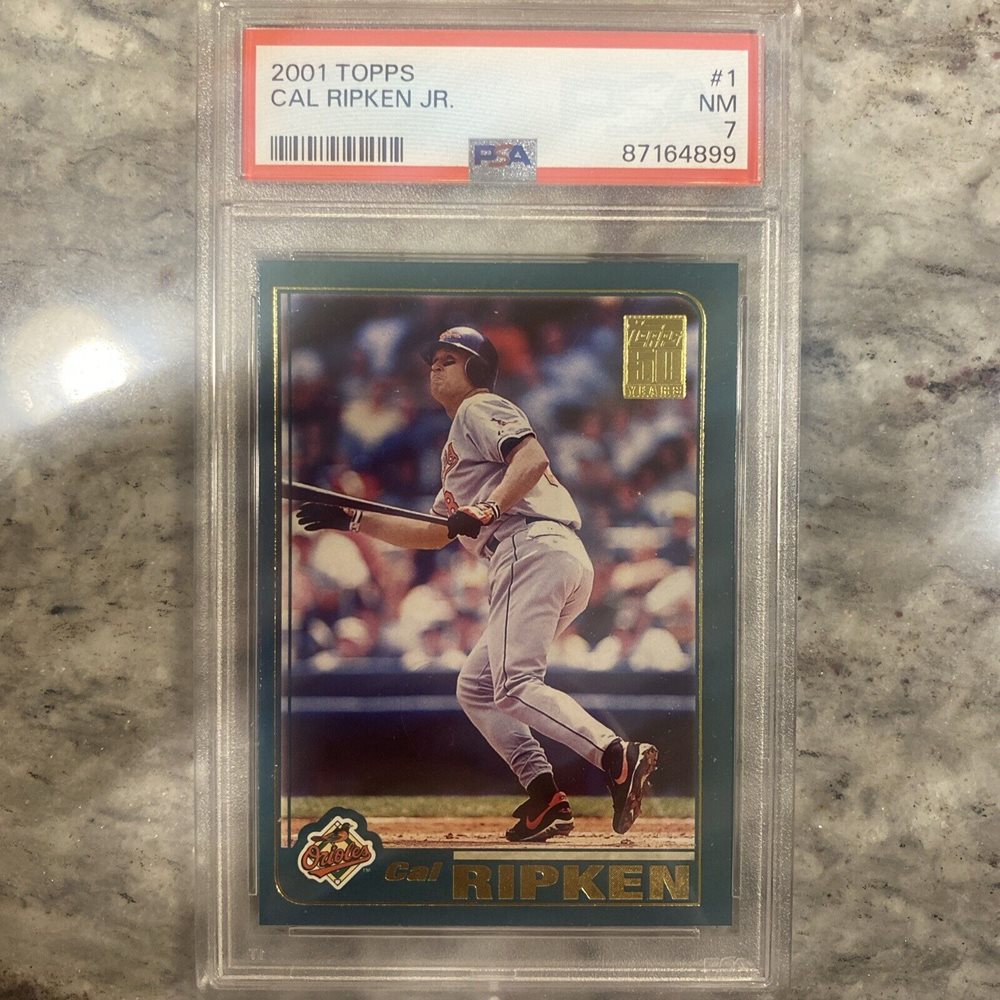 2001 TOPPS #1
CAL RIPKEN JR. NM
7
PSA 87164899
Topps
50
YEARS
Orioles
Cal RIPKEN